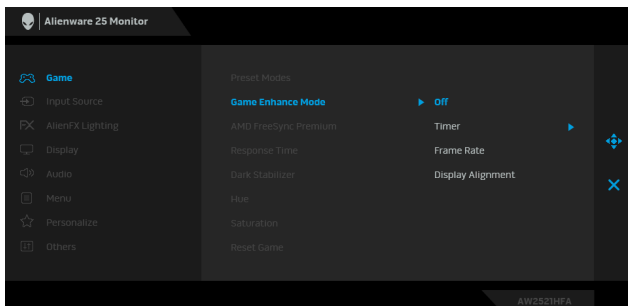 Alienware 25 Monitor
Game
Input Source
AlienFX Lighting
Display
Audio
Menu
Personalize
Others
Preset Modes
Game Enhance Mode
AMD FreeSync Premium
Response Time
Dark Stabilizer
Hue
Saturation
Reset Game
Off
Timer
Frame Rate
Display Alignment
AW2521HFA